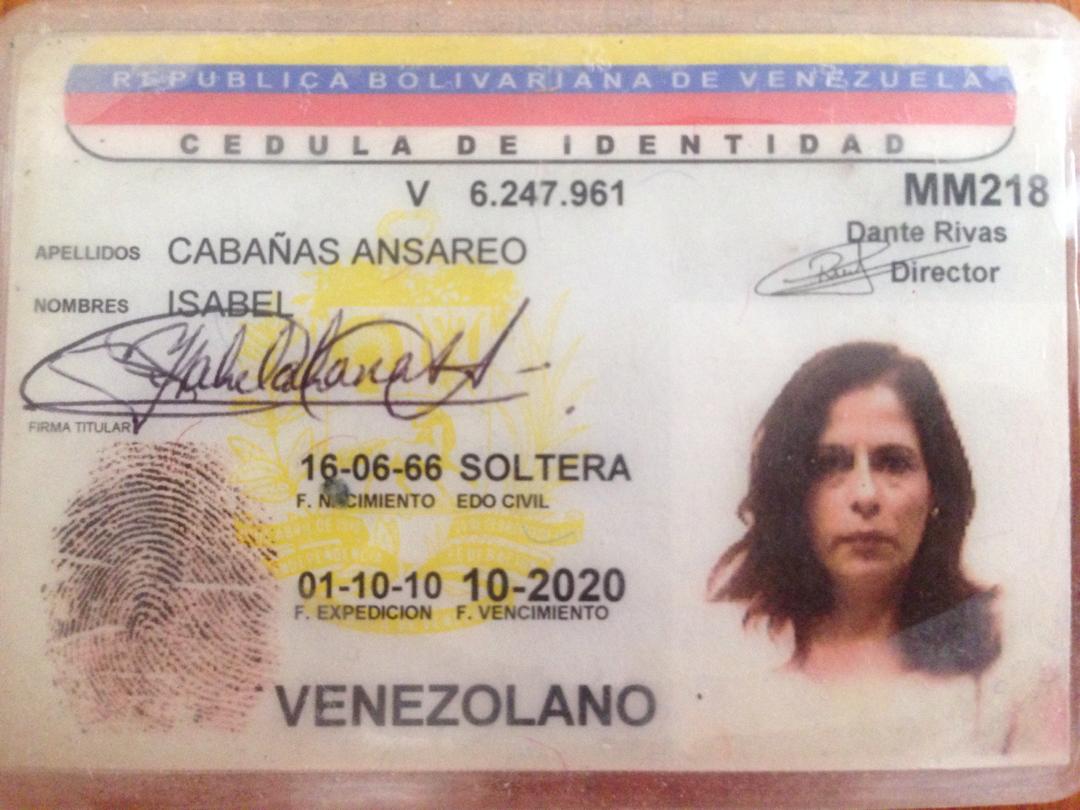 REPUBLICA BOLIVARIANA DE VENEZUELA
CEDULA DE IDENTIDAD
V 6.247.961
MM218
Dante Rivas
Director
APELLIDOS CABAÑAS ANSAREO
NOMBRES ISABEL
FIRMA TITULAR
16-06-66 SOLTERA
F. NACIMIENTO EDO CIVIL
01-10-10 10-2020
F. EXPEDICION F. VENCIMIENTO
VENEZOLANO